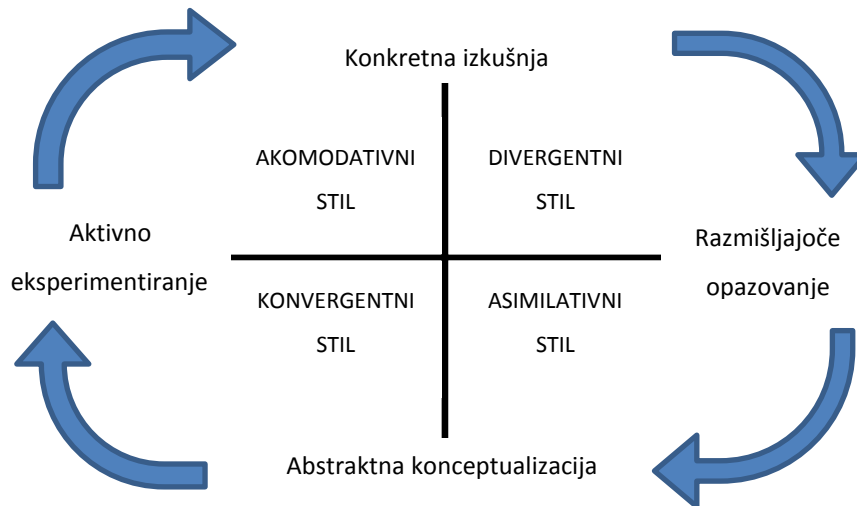 Konkretna izkušnja
AKOMODATIVNI
STIL
DIVERGENTNI
STIL
Aktivno
eksperimentiranje
Razmišljajoče
opazovanje
KONVERGENTNI
STIL
ASIMILATIVNI
STIL
Abstraktna konceptualizacija